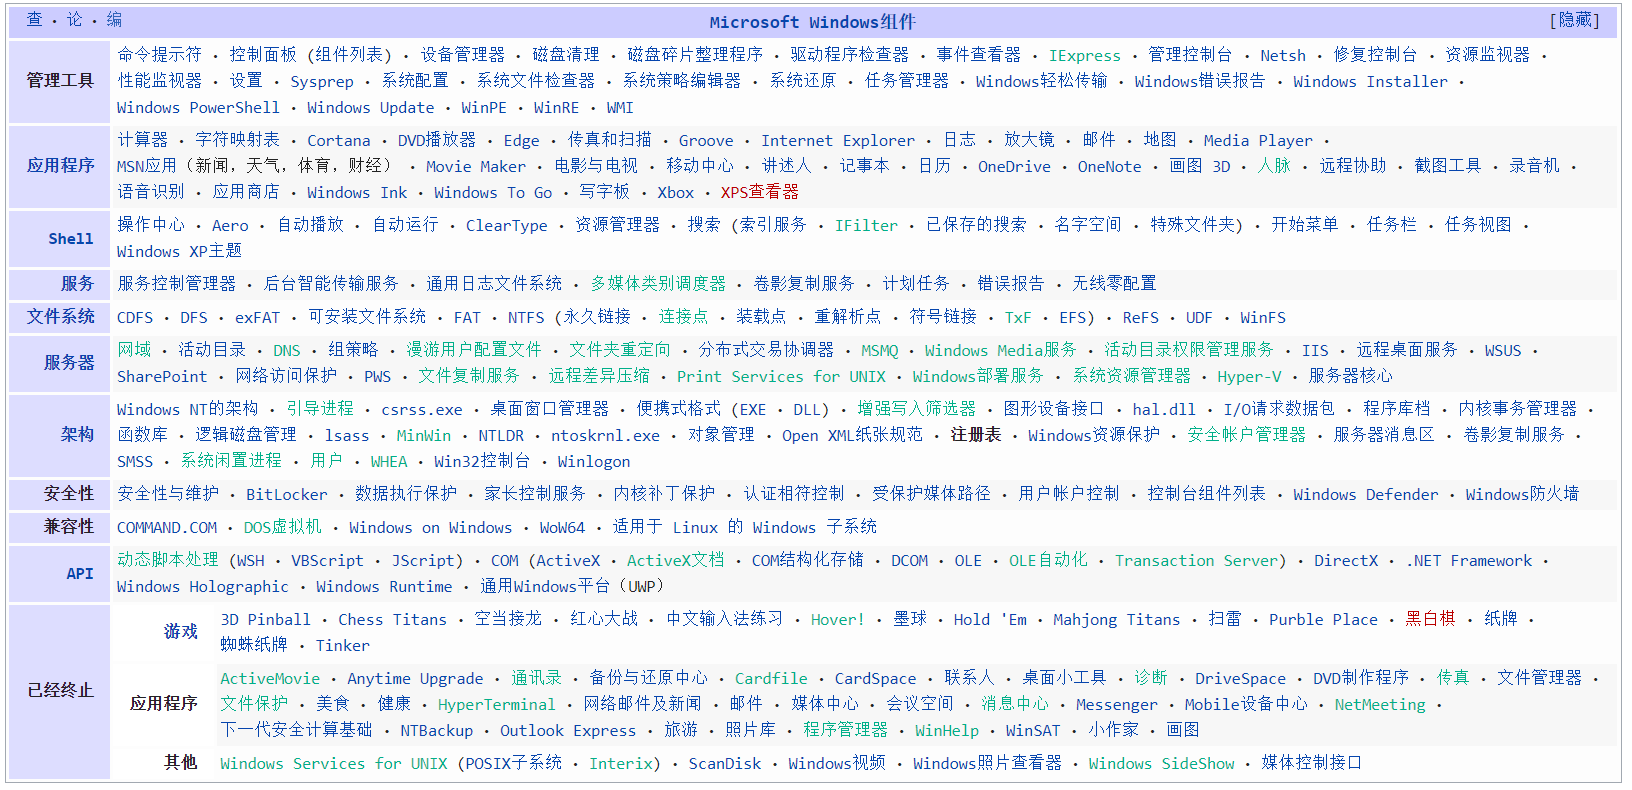 查 · 论 · 编
Microsoft Windows组件
[隐藏]
管理工具
命令提示符 · 控制面板 (组件列表) · 设备管理器 · 磁盘清理 · 磁盘碎片整理程序 · 驱动程序检查器 · 事件查看器 · IExpress · 管理控制台 · Netsh · 修复控制台 · 资源监视器 ·
性能监视器 · 设置 · Sysprep · 系统配置 · 系统文件检查器 · 系统策略编辑器 · 系统还原 · 任务管理器 · Windows轻松传输 · Windows错误报告 · Windows Installer ·
Windows PowerShell · Windows Update · WinPE · WinRE · WMI
应用程序
计算器 · 字符映射表 · Cortana · DVD播放器 · Edge · 传真和扫描 · Groove · Internet Explorer · 日志 · 放大镜 · 邮件 · 地图 · Media Player ·
MSN应用（新闻，天气，体育，财经） · Movie Maker · 电影与电视 · 移动中心 · 讲述人 · 记事本 · 日历 · OneDrive · OneNote · 画图 3D · 人脉 · 远程协助 · 截图工具 · 录音机 ·
语音识别 · 应用商店 · Windows Ink · Windows To Go · 写字板 · Xbox · XPS查看器
Shell
操作中心 · Aero · 自动播放 · 自动运行 · ClearType · 资源管理器 · 搜索 (索引服务 · IFilter · 已保存的搜索 · 名字空间 · 特殊文件夹) · 开始菜单 · 任务栏 · 任务视图 ·
Windows XP主题
服务
服务控制管理器 · 后台智能传输服务 · 通用日志文件系统 · 多媒体类别调度器 · 卷影复制服务 · 计划任务 · 错误报告 · 无线零配置
文件系统
CDFS · DFS · exFAT · 可安装文件系统 · FAT · NTFS (永久链接 · 连接点 · 装载点 · 重解析点 · 符号链接 · TxF · EFS) · ReFS · UDF · WinFS
服务器
网域 · 活动目录 · DNS · 组策略 · 漫游用户配置文件 · 文件夹重定向 · 分布式交易协调器 · MSMQ · Windows Media服务 · 活动目录权限管理服务 · IIS · 远程桌面服务 · WSUS ·
SharePoint · 网络访问保护 · PWS · 文件复制服务 · 远程差异压缩 · Print Services for UNIX · Windows部署服务 · 系统资源管理器 · Hyper-V · 服务器核心
架构
Windows NT的架构 · 引导进程 · csrss.exe · 桌面窗口管理器 · 便携式格式 (EXE · DLL) · 增强写入筛选器 · 图形设备接口 · hal.dll · I/O请求数据包 · 程序库档 · 内核事务管理器 ·
函数库 · 逻辑磁盘管理 · lsass · MinWin · NTLDR · ntoskrnl.exe · 对象管理 · Open XML纸张规范 · 注册表 · Windows资源保护 · 安全帐户管理器 · 服务器消息区 · 卷影复制服务 ·
SMSS · 系统闲置进程 · 用户 · WHEA · Win32控制台 · Winlogon
安全性
安全性与维护 · BitLocker · 数据执行保护 · 家长控制服务 · 内核补丁保护 · 认证相符控制 · 受保护媒体路径 · 用户帐户控制 · 控制台组件列表 · Windows Defender · Windows防火墙
兼容性
COMMAND.COM · DOS虚拟机 · Windows on Windows · WoW64 · 适用于 Linux 的 Windows 子系统
API
动态脚本处理 (WSH · VBScript · JScript) · COM (ActiveX · ActiveX文档 · COM结构化存储 · DCOM · OLE · OLE自动化 · Transaction Server) · DirectX · .NET Framework ·
Windows Holographic · Windows Runtime · 通用Windows平台（UWP）
已经终止
游戏
3D Pinball · Chess Titans · 空当接龙 · 红心大战 · 中文输入法练习 · Hover! · 墨球 · Hold 'Em · Mahjong Titans · 扫雷 · Purble Place · 黑白棋 · 纸牌 ·
蜘蛛纸牌 · Tinker
应用程序
ActiveMovie · Anytime Upgrade · 通讯录 · 备份与还原中心 · Cardfile · CardSpace · 联系人 · 桌面小工具 · 诊断 · DriveSpace · DVD制作程序 · 传真 · 文件管理器 ·
文件保护 · 美食 · 健康 · HyperTerminal · 网络邮件及新闻 · 邮件 · 媒体中心 · 会议空间 · 消息中心 · Messenger · Mobile设备中心 · NetMeeting ·
下一代安全计算基础 · NTBackup · Outlook Express · 旅游 · 照片库 · 程序管理器 · WinHelp · WinSAT · 小作家 · 画图
其他
Windows Services for UNIX (POSIX子系统 · Interix) · ScanDisk · Windows视频 · Windows照片查看器 · Windows SideShow · 媒体控制接口